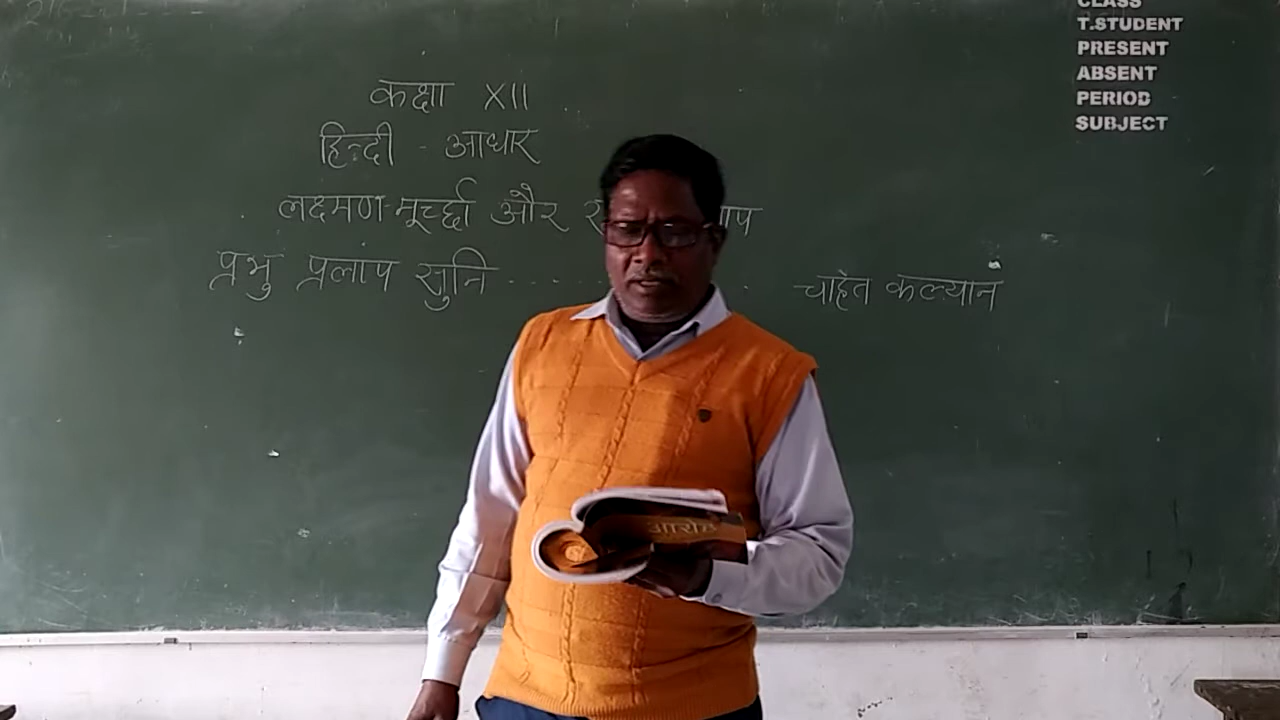 CLASS
T.STUDENT
PRESENT
ABSENT
PERIOD
SUBJECT
कक्षा XII
हिन्दी - आधार
लक्ष्मण-मूर्च्छा और
प्रभु प्रलाप सुनि . . . . . . चाहत कल्यान
आरोह